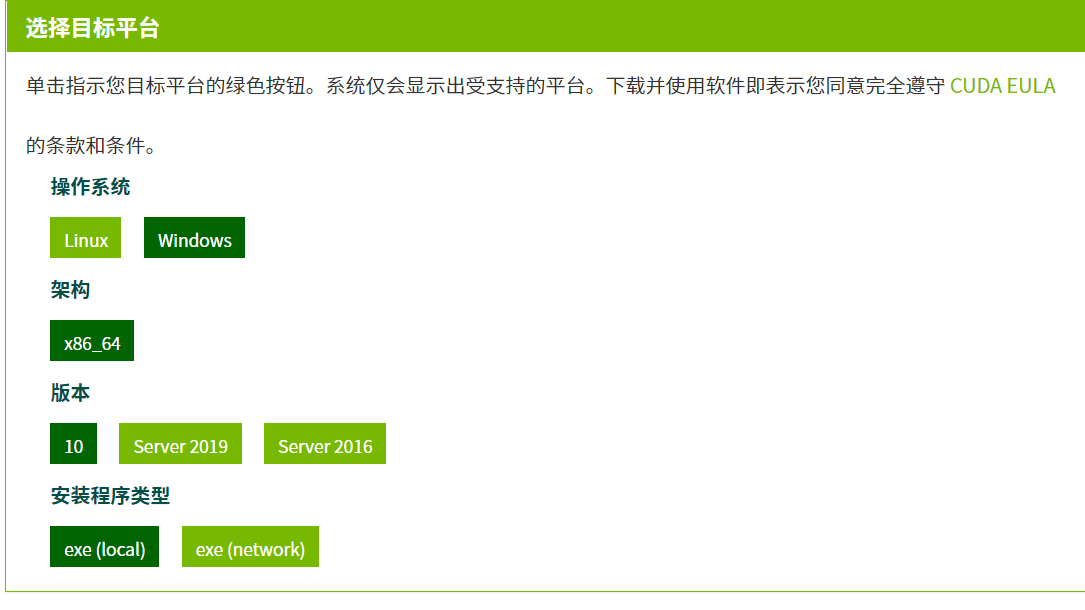 选择目标平台
单击指示您目标平台的绿色按钮。系统仅会显示出受支持的平台。下载并使用软件即表示您同意完全遵守 CUDA EULA
的条款和条件。
操作系统
Linux Windows
架构
x86_64
版本
10 Server 2019 Server 2016
安装程序类型
exe (local) exe (network)